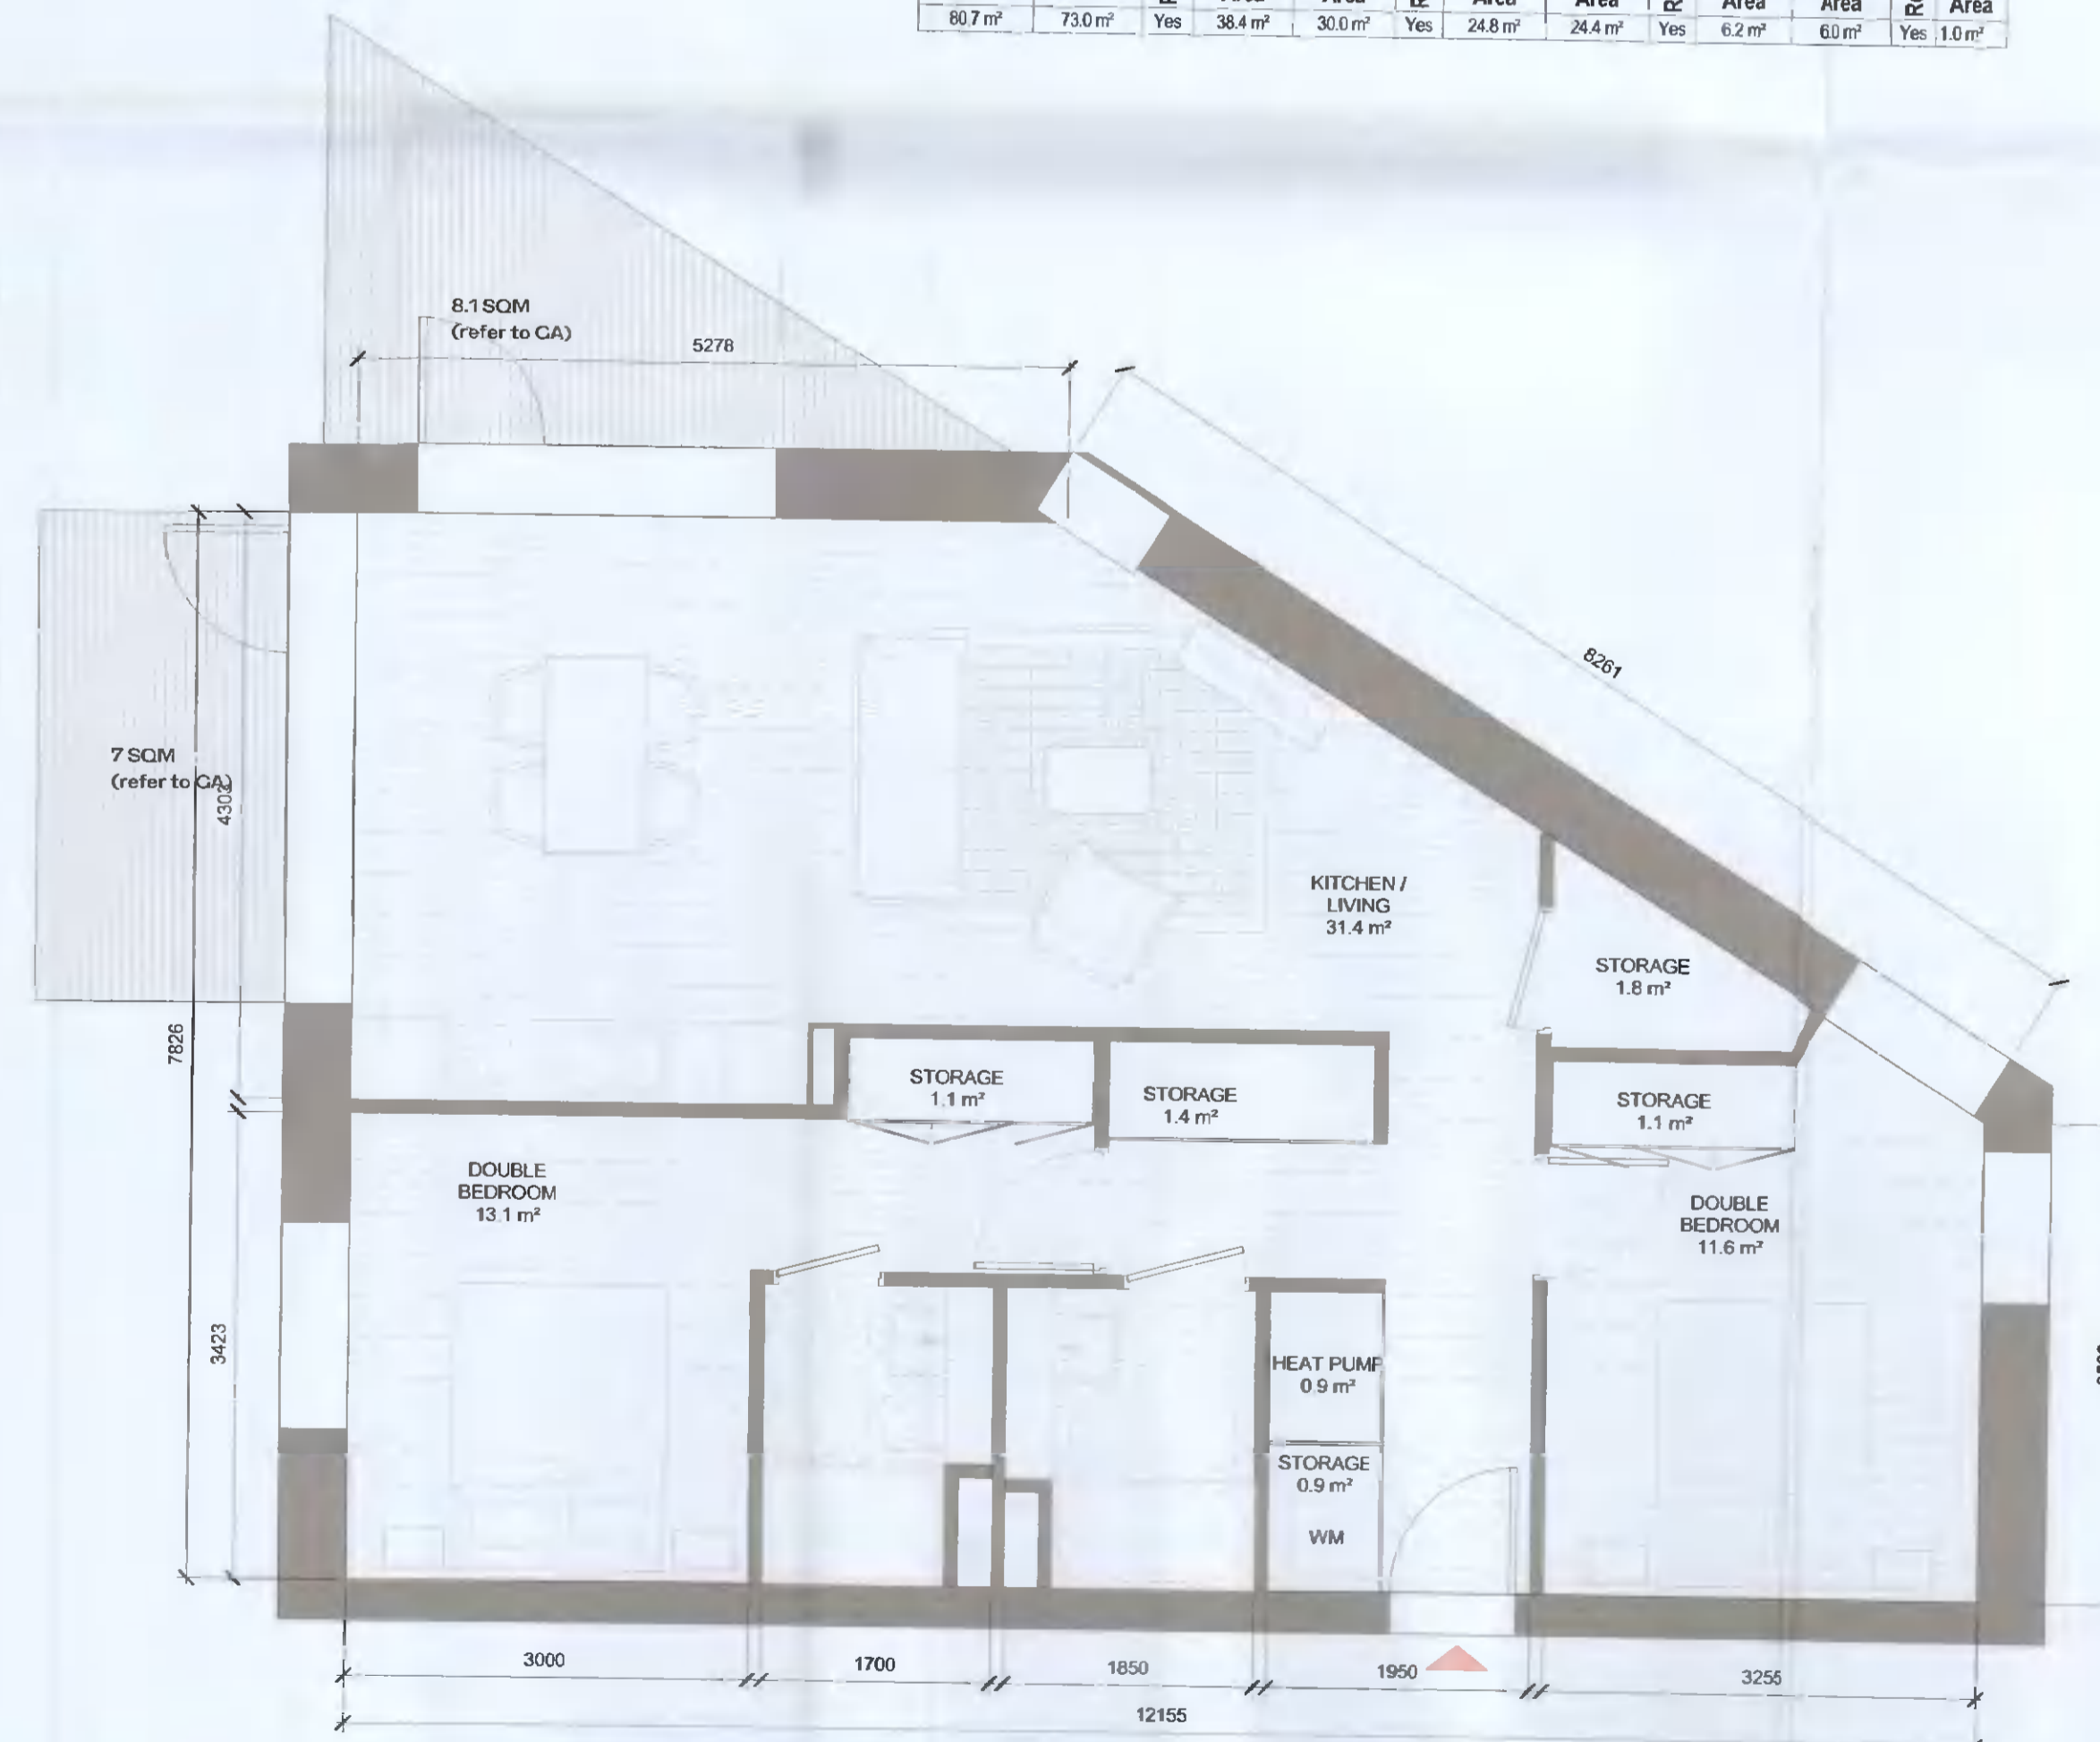 Area Area Area Area Area
80.7 m² 73.0 m² Yes 38.4 m² 30.0 m² Yes 24.8 m² 24.4 m² Yes 6.2 m² 6.0 m² Yes 1.0 m²
8.1 SQM
(refer to GA)
5278
8261
7 SQM
(refer to GA)
4303
7826
3423
KITCHEN /
LIVING
31.4 m²
STORAGE
1.8 m²
STORAGE
1.1 m²
STORAGE
1.4 m²
STORAGE
1.1 m²
DOUBLE
BEDROOM
13.1 m²
DOUBLE
BEDROOM
11.6 m²
HEAT PUMP
0.9 m²
STORAGE
0.9 m²
WM
3000
1700
1850
1950
3255
12155